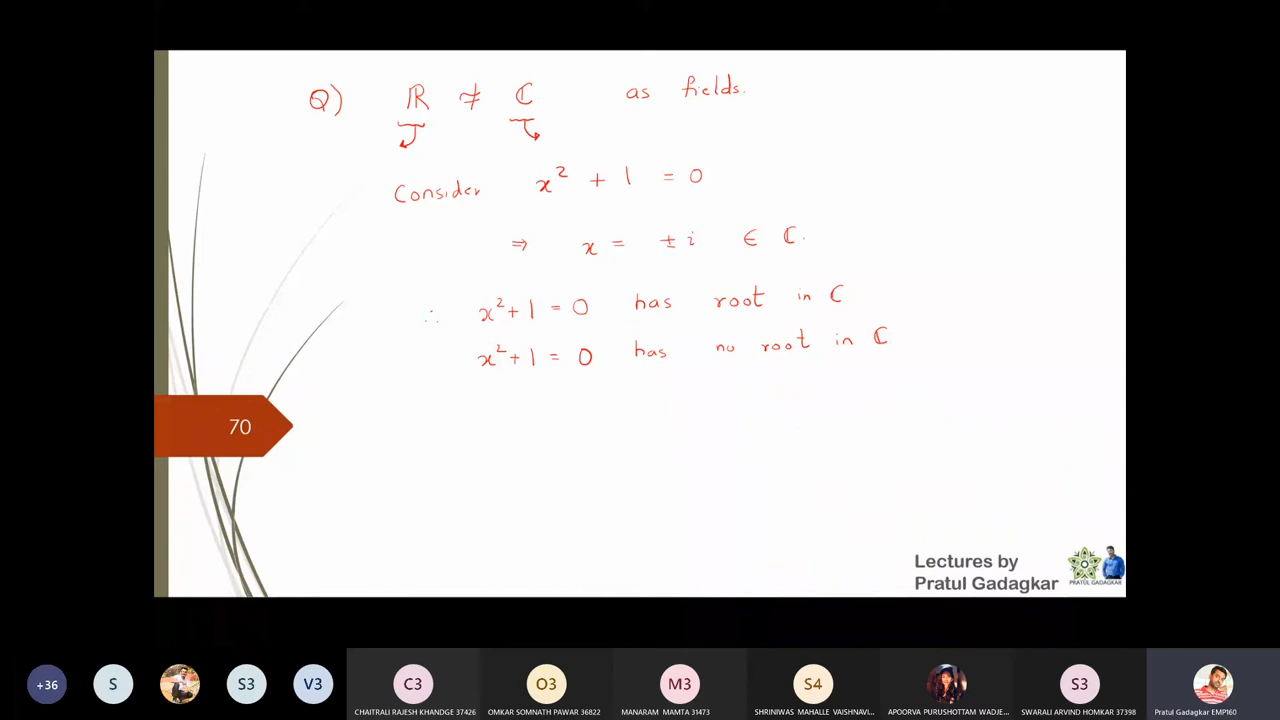 Q) ℝ ≄ ℂ as fields.
Consider x² + 1 = 0
⇒ x = ± i ∈ ℂ.
∴ x² + 1 = 0 has root in ℂ
x² + 1 = 0 has no root in ℂ
70
Lectures by
Pratul Gadagkar
PRATUL GADAGKAR
+36 S S3 V3 C3 O3 M3 S4 S3
CHAITRALI RAJESH KHANDGE 37426 OMKAR SOMNATH PAWAR 36822 MANARAM MAMTA 31473 SHRINIWAS MAHALLE VAISHNAVI... APOORVA PURUSHOTTAM WADJE... SWARALI ARVIND HOMKAR 37398 Pratul Gadagkar EMP160